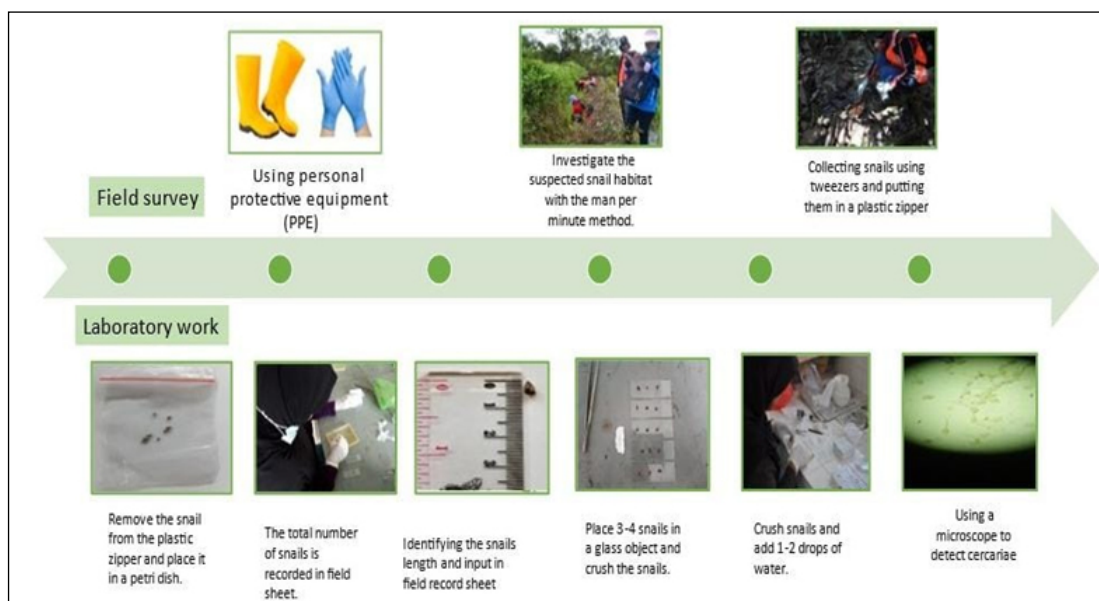 Using personal
protective equipment
(PPE)
Investigate the
suspected snail habitat
with the man per
minute method.
Collecting snails using
tweezers and putting
them in a plastic zipper
Field survey
Laboratory work
Remove the snail
from the plastic
zipper and place it
in a petri dish.
The total number
of snails is
recorded in field
sheet.
Identifying the snails
length and input in
field record sheet
Place 3-4 snails in
a glass object and
crush the snails.
Crush snails and
add 1-2 drops of
water.
Using a
microscope to
detect cercariae